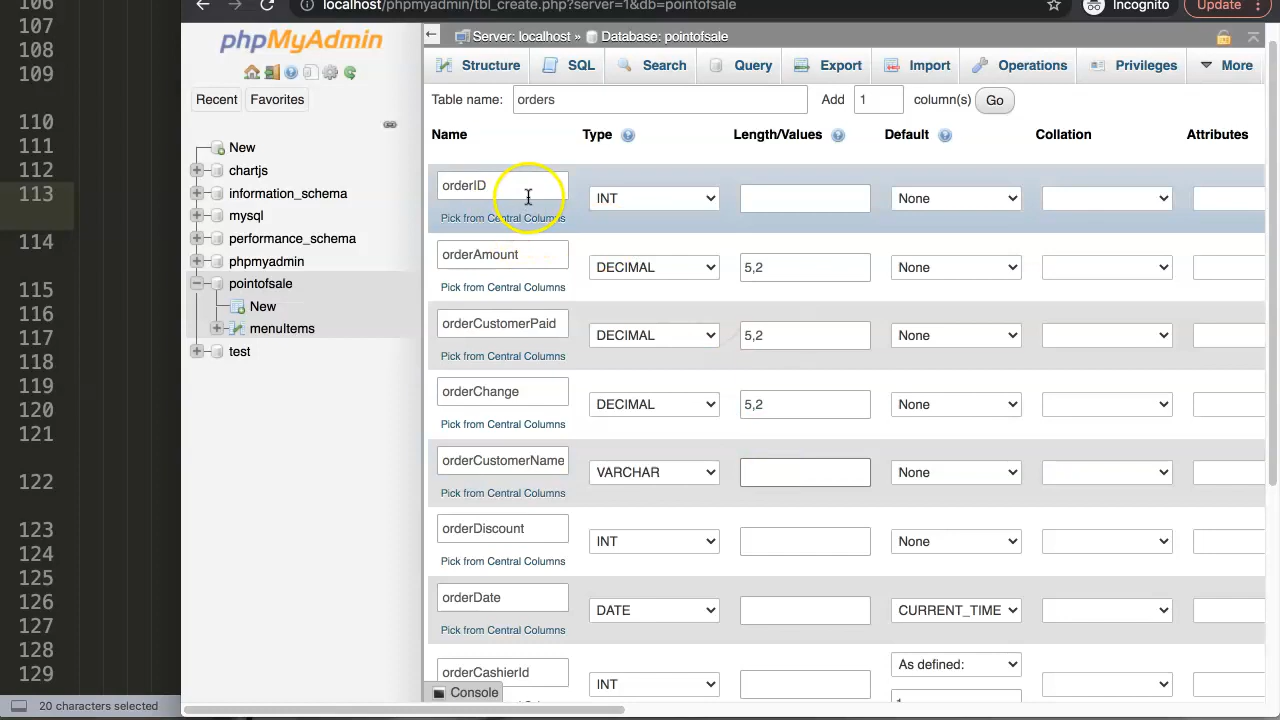 106
107
108
109
110
111
112
113
114
115
116
117
118
119
120
121
122
123
124
125
126
127
128
129
20 characters selected
localhost/phpmyadmin/tbl_create.php?server=1&db=pointofsale
Incognito
Update
phpMyAdmin
Recent
Favorites
New
chartjs
information_schema
mysql
performance_schema
phpmyadmin
pointofsale
New
menuItems
test
Server: localhost » Database: pointofsale
Structure SQL Search Query Export Import Operations Privileges More
Table name: orders Add 1 column(s) Go
Name Type Length/Values Default Collation Attributes
orderID INT None
Pick from Central Columns
orderAmount DECIMAL 5,2 None
Pick from Central Columns
orderCustomerPaid DECIMAL 5,2 None
Pick from Central Columns
orderChange DECIMAL 5,2 None
Pick from Central Columns
orderCustomerName VARCHAR None
Pick from Central Columns
orderDiscount INT None
Pick from Central Columns
orderDate DATE CURRENT_TIME
Pick from Central Columns
orderCashierId INT As defined:
Console